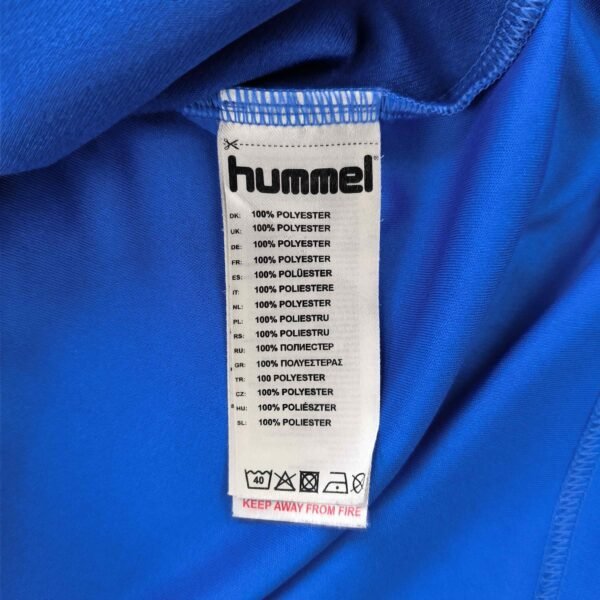 hummel®
DK: 100% POLYESTER
UK: 100% POLYESTER
DE: 100% POLYESTER
FR: 100% POLYESTER
ES: 100% POLÜESTER
IT: 100% POLIESTERE
NL: 100% POLYESTER
PL: 100% POLIESTRU
RS: 100% POLIESTRU
RU: 100% ПОПИЕСТЕР
GR: 100% ΠΟΛΥΕΣΤΕΡΑΣ
TR: 100 POLYESTER
CZ: 100% POLYESTER
HU: 100% POLIÉSZTER
SL: 100% POLIESTER
40
KEEP AWAY FROM FIRE